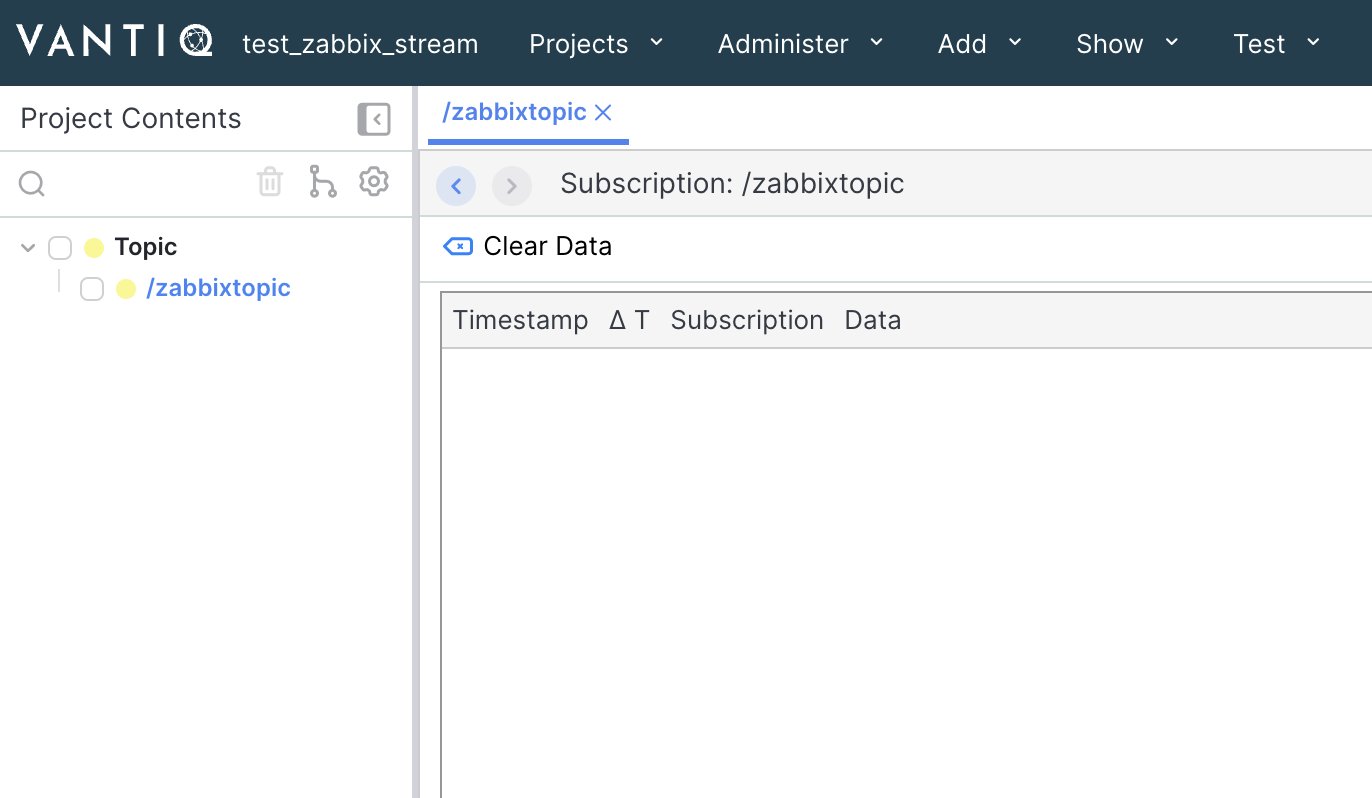 VANTIQ test_zabbix_stream Projects Administer Add Show Test
Project Contents
/zabbixtopic
Subscription: /zabbixtopic
Topic
/zabbixtopic
Clear Data
Timestamp Δ T Subscription Data